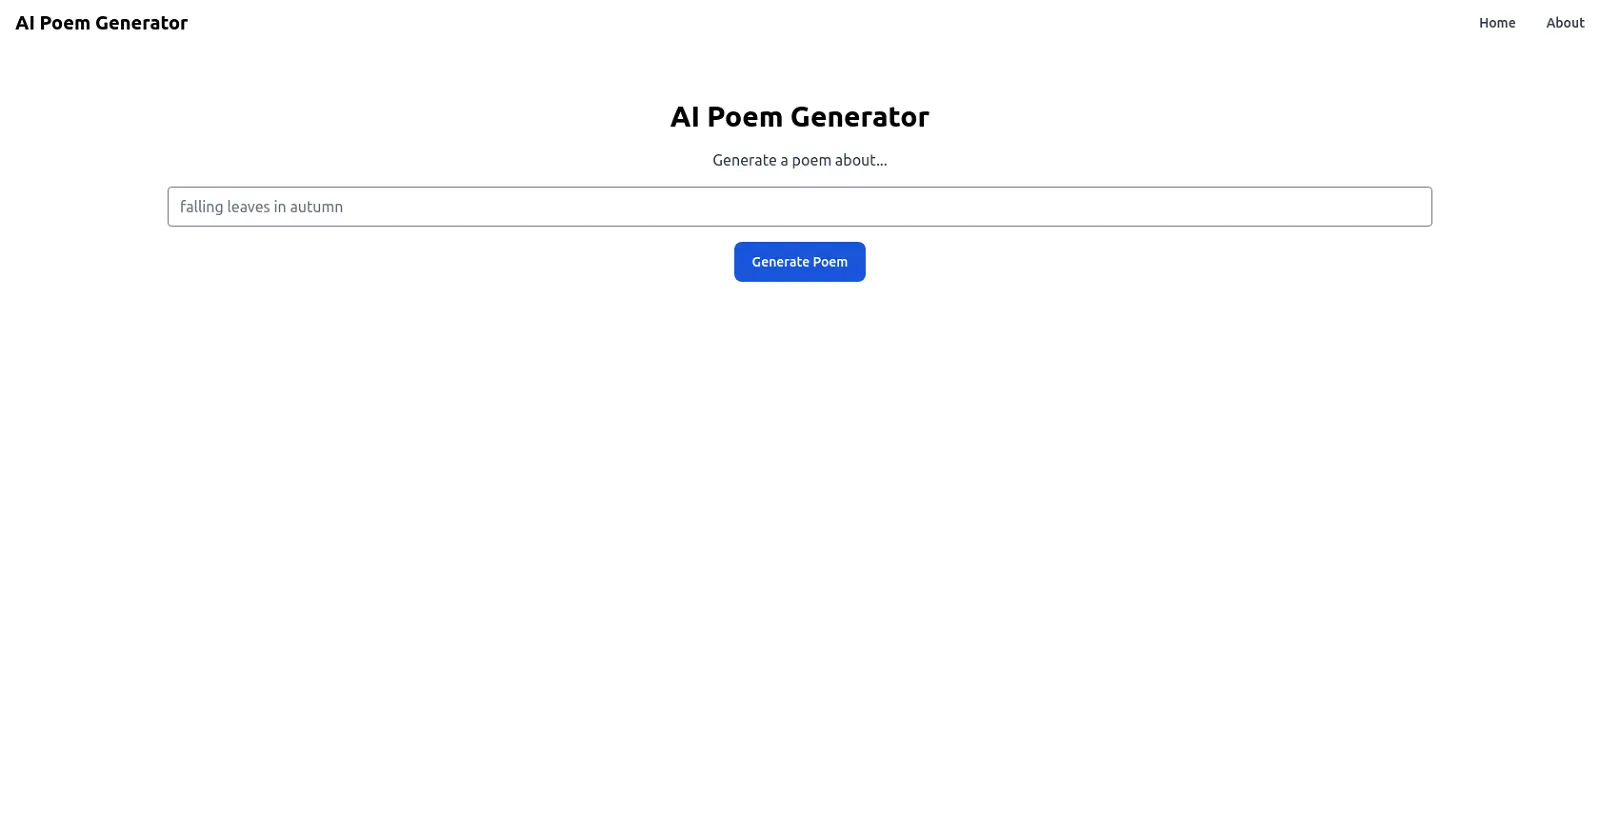 AI Poem Generator
Home
About
AI Poem Generator
Generate a poem about...
falling leaves in autumn
Generate Poem